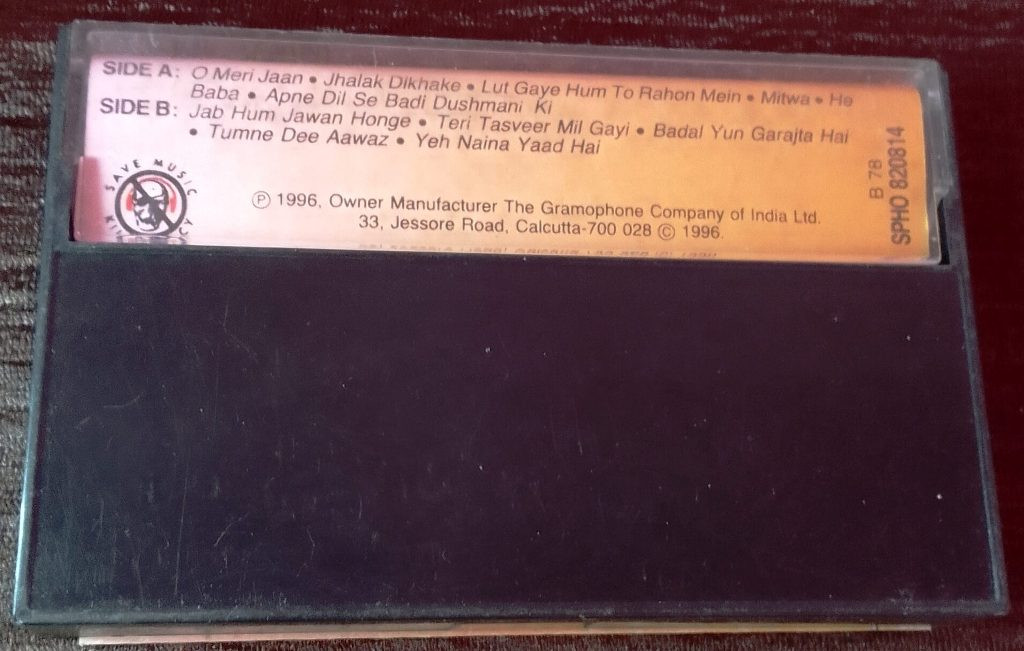 SIDE A: O Meri Jaan • Jhalak Dikhake • Lut Gaye Hum To Rahon Mein • Mitwa • He
Baba • Apne Dil Se Badi Dushmani Ki
SIDE B: Jab Hum Jawan Honge • Teri Tasveer Mil Gayi • Badal Yun Garajta Hai
• Tumne Dee Aawaz • Yeh Naina Yaad Hai
SAVE MUSIC
Ⓟ 1996, Owner Manufacturer The Gramophone Company of India Ltd.
33, Jessore Road, Calcutta-700 028 © 1996.
B 78
SPHO 820814